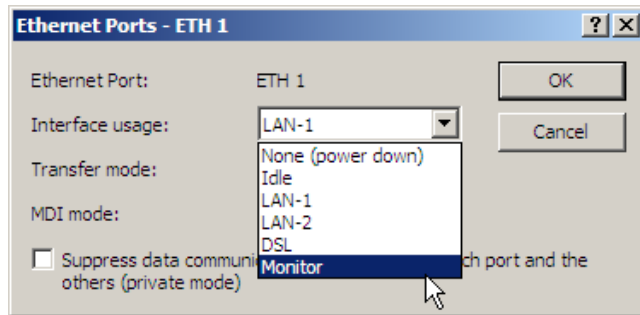 Ethernet Ports - ETH 1
Ethernet Port: ETH 1 OK
Interface usage: LAN-1 Cancel
None (power down)
Transfer mode: Idle
LAN-1
MDI mode: LAN-2
DSL
Suppress data communi ch port and the
Monitor
others (private mode)